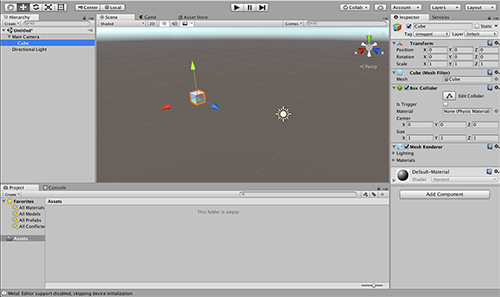 Center Local Collab Account Layers Layout
Hierarchy
Create All
Untitled*
Main Camera
Cube
Directional Light
Scene Game Asset Store
Shaded 2D Gizmos All
Persp
Inspector Services
Cube Static
Tag Untagged Layer Default
Transform
Position X 0 Y 0 Z 0
Rotation X 0 Y 0 Z 0
Scale X 1 Y 1 Z 1
Cube (Mesh Filter)
Mesh Cube
Box Collider
Edit Collider
Is Trigger
Material None (Physic Material)
Center
X 0 Y 0 Z 0
Size
X 1 Y 1 Z 1
Mesh Renderer
Lighting
Materials
Default-Material
Shader Standard
Add Component
Project Console
Create
Favorites
All Materials
All Models
All Prefabs
All Conflicte
Assets
Assets
This folder is empty
Metal: Editor support disabled, skipping device initialization